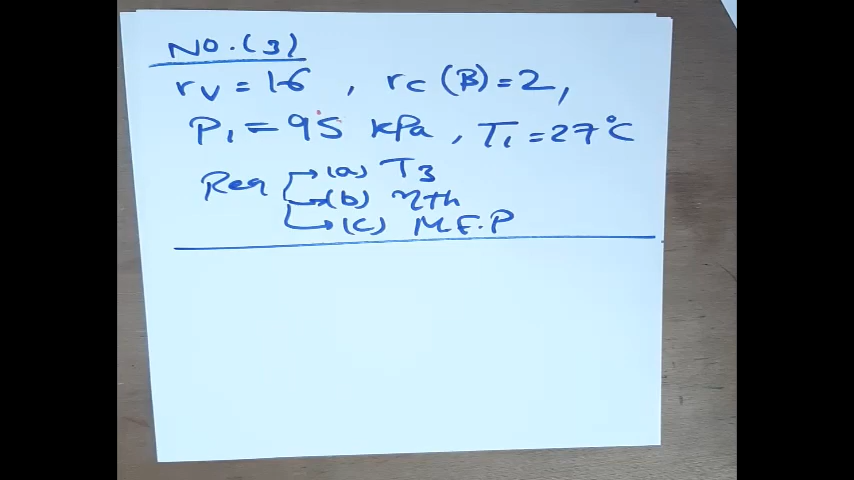 NO.(3)
rv = 16 , rc (B) = 2,
P1 = 95 kPa , T1 = 27°C
Req → (a) T3
→ (b) ηth
→ (c) M.E.P